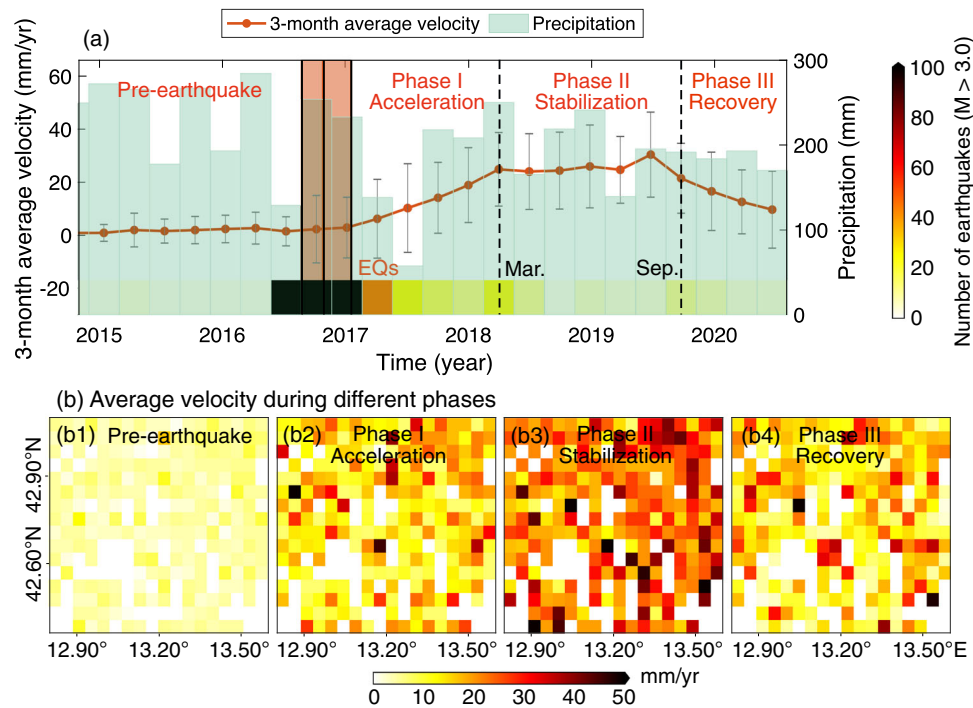 3-month average velocity
Precipitation
(a)
3-month average velocity (mm/yr)
60
40
20
0
-20
Pre-earthquake
Phase I
Acceleration
Phase II
Stabilization
Phase III
Recovery
EQs
Mar.
Sep.
300
200
100
0
Precipitation (mm)
2015
2016
2017
2018
2019
2020
Time (year)
100
80
60
40
20
0
Number of earthquakes (M > 3.0)
(b) Average velocity during different phases
(b1) Pre-earthquake
(b2) Phase I
Acceleration
(b3) Phase II
Stabilization
(b4) Phase III
Recovery
42.90°N
42.60°N
12.90°
13.20°
13.50°
12.90°
13.20°
13.50°
12.90°
13.20°
13.50°
12.90°
13.20°
13.50°E
0
10
20
30
40
50
mm/yr